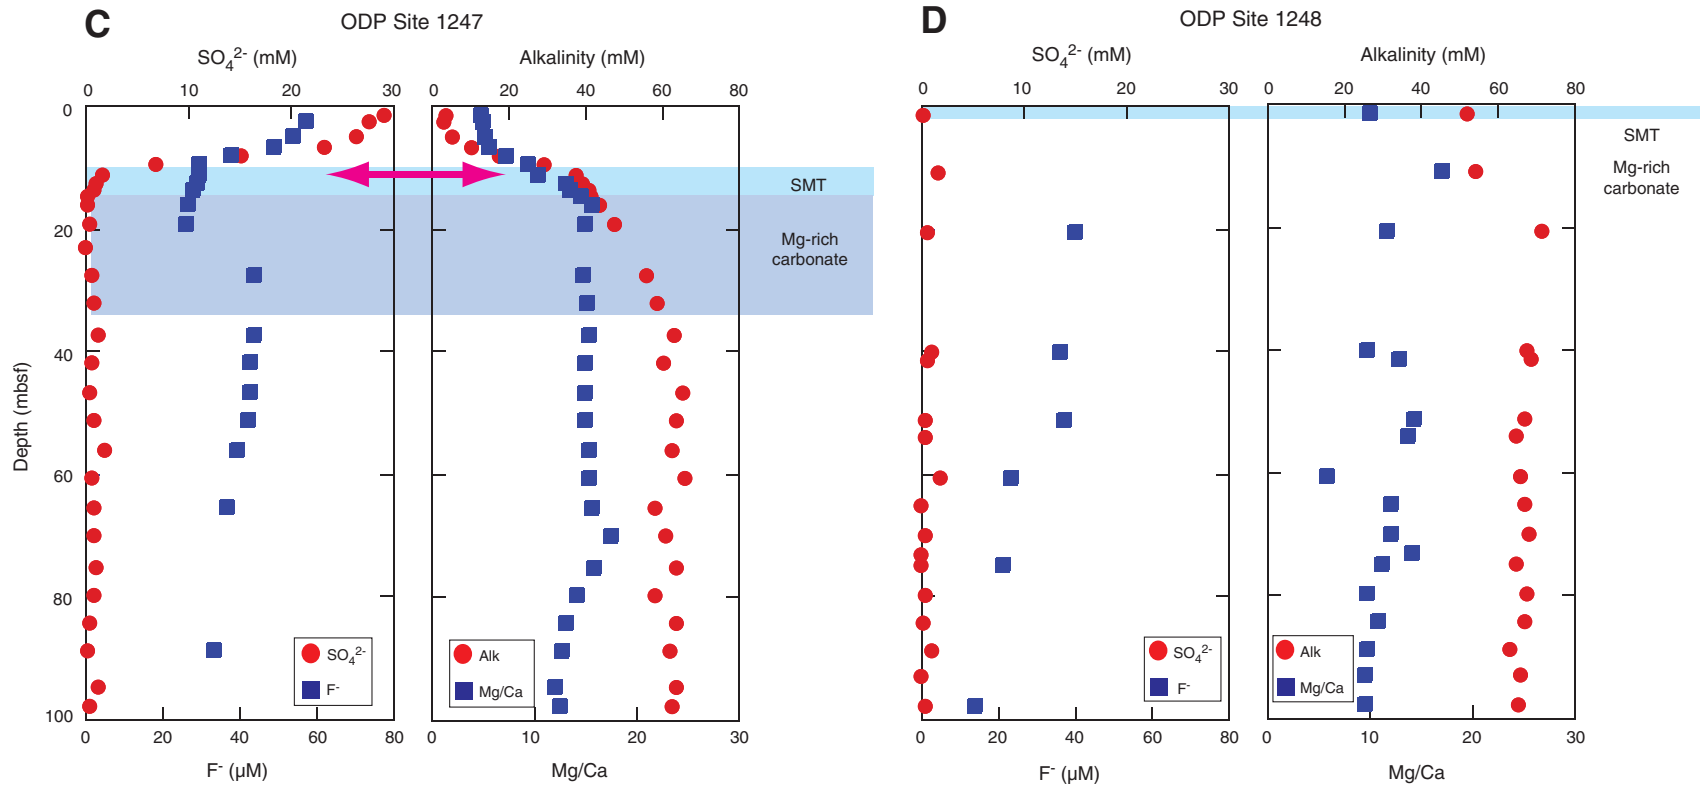 C
ODP Site 1247
SO₄²⁻ (mM)
Alkalinity (mM)
0 10 20 30
0 20 40 60 80
0
20
40
60
80
100
Depth (mbsf)
SMT
Mg-rich
carbonate
SO₄²⁻
F⁻
Alk
Mg/Ca
0 20 40 60 80
0 10 20 30
F⁻ (µM)
Mg/Ca
D
ODP Site 1248
SO₄²⁻ (mM)
Alkalinity (mM)
0 10 20 30
0 20 40 60 80
SMT
Mg-rich
carbonate
SO₄²⁻
F⁻
Alk
Mg/Ca
0 20 40 60 80
0 10 20 30
F⁻ (µM)
Mg/Ca